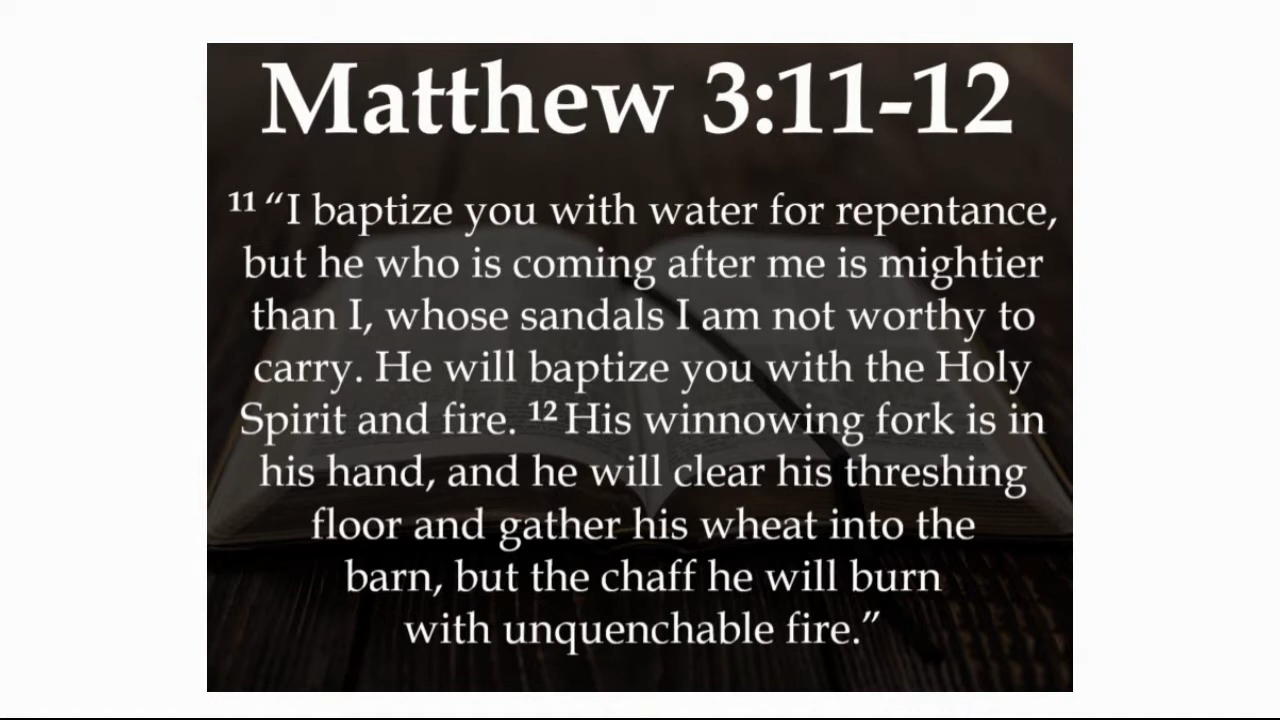 Matthew 3:11-12
11 “I baptize you with water for repentance,
but he who is coming after me is mightier
than I, whose sandals I am not worthy to
carry. He will baptize you with the Holy
Spirit and fire. 12 His winnowing fork is in
his hand, and he will clear his threshing
floor and gather his wheat into the
barn, but the chaff he will burn
with unquenchable fire.”